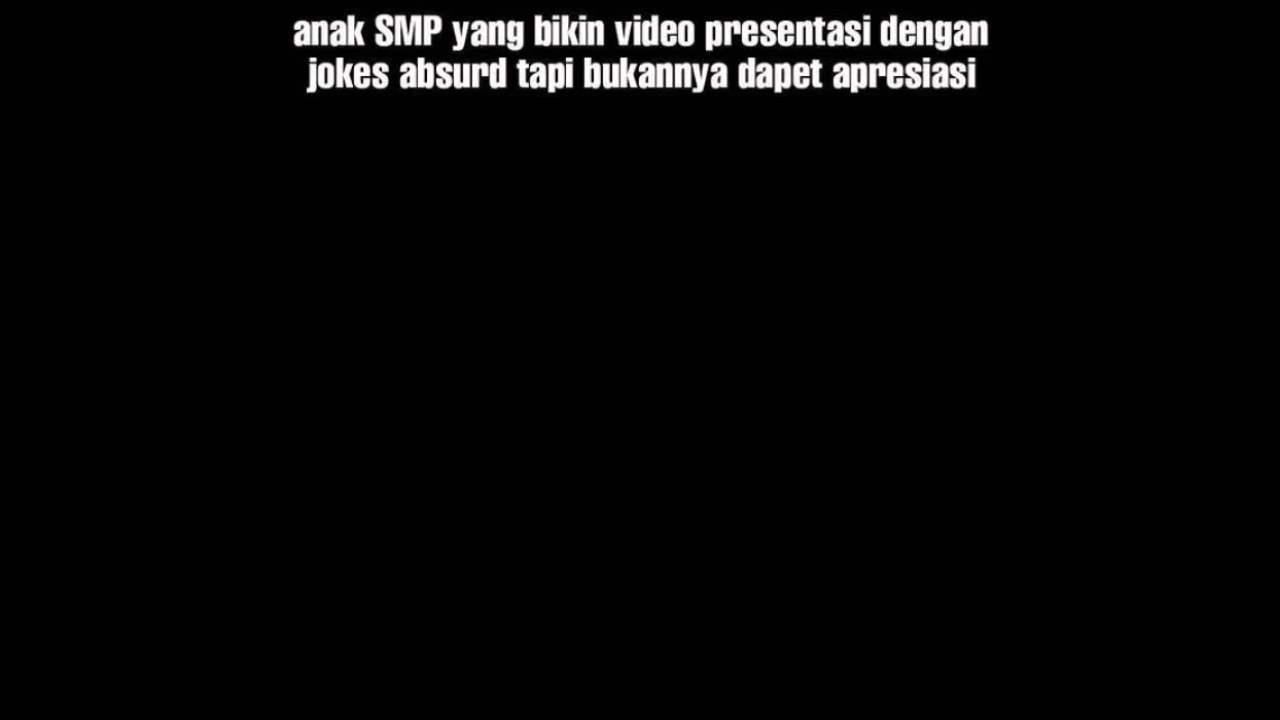 anak SMP yang bikin video presentasi dengan
jokes absurd tapi bukannya dapet apresiasi